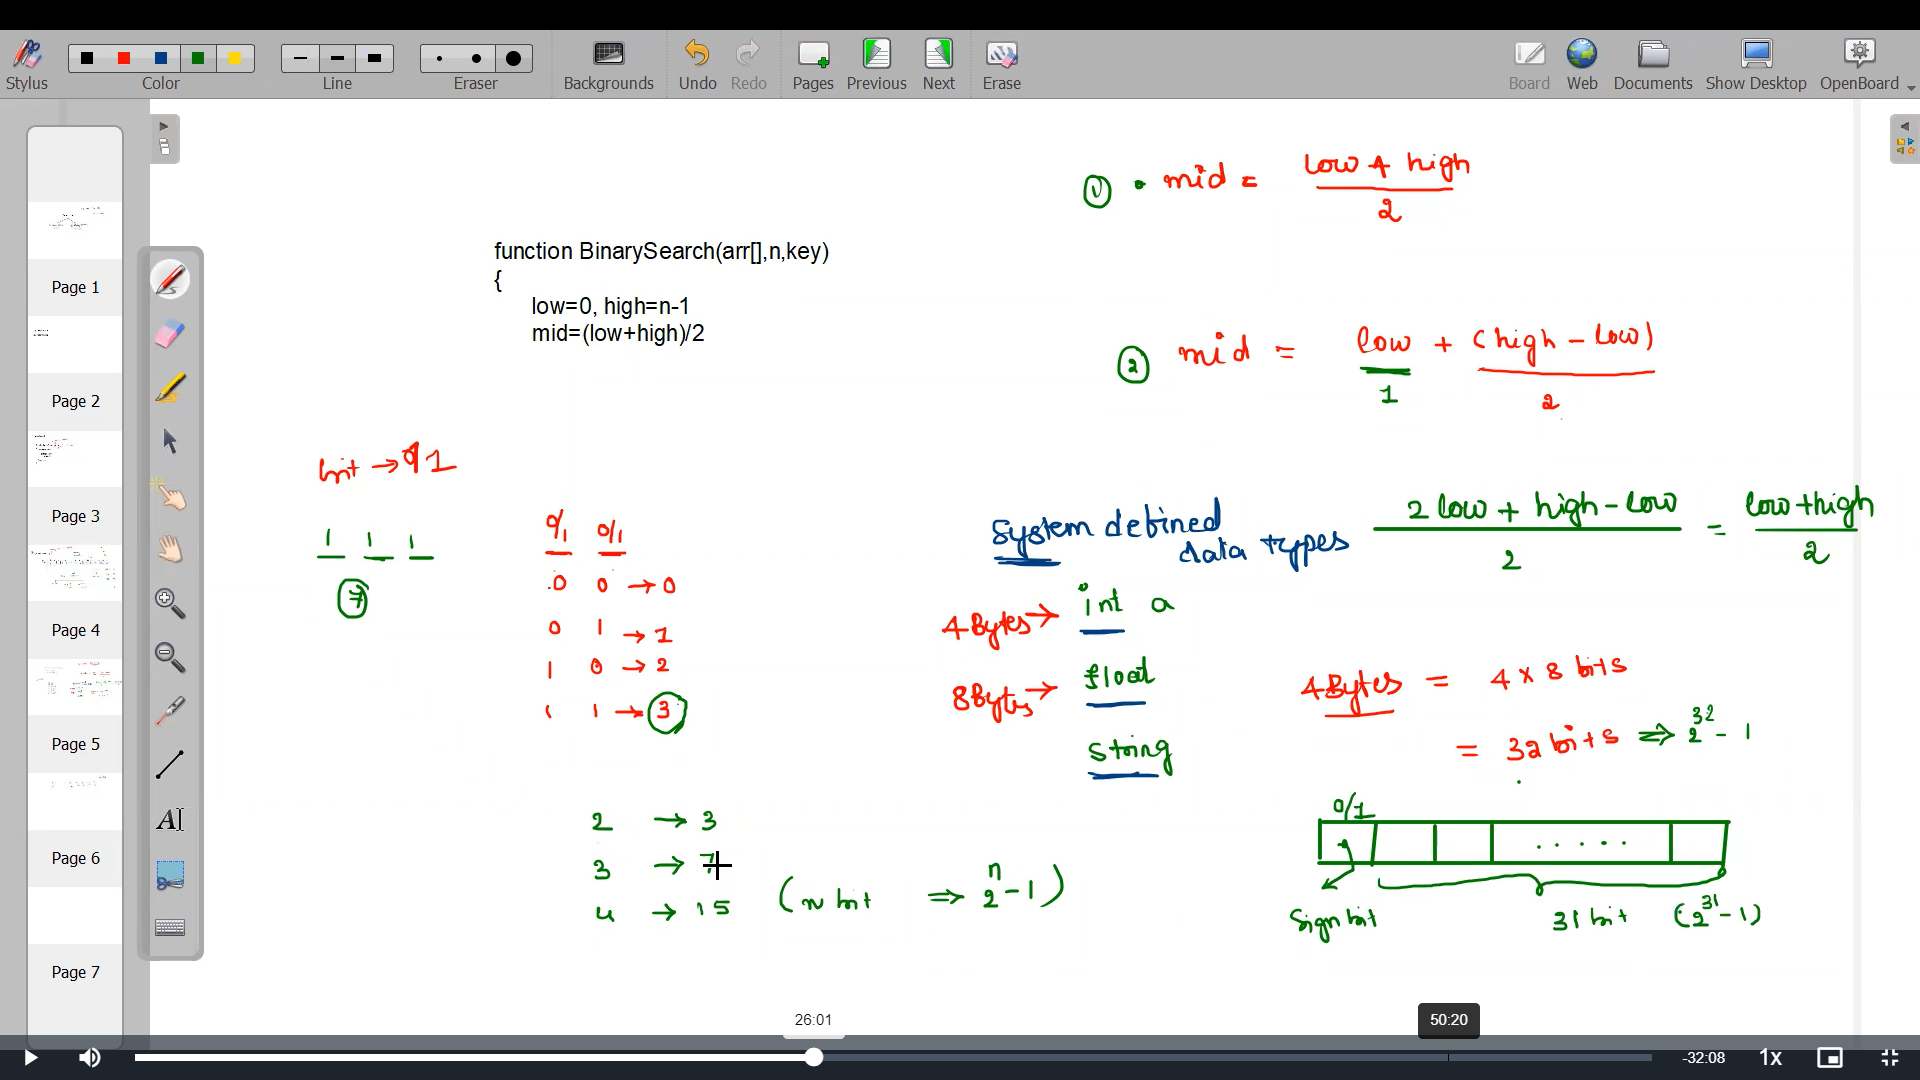 Stylus
Color
Line
Eraser
Backgrounds
Undo
Redo
Pages
Previous
Next
Erase
Board
Web
Documents
Show Desktop
OpenBoard
Page 1
Page 2
Page 3
Page 4
Page 5
Page 6
Page 7
function BinarySearch(arr[],n,key)
{
low=0, high=n-1
mid=(low+high)/2
① • mid = low + high
2
② mid = low + (high - low)
1 2
bit → 0/1
1 1 1
7
0/1 0/1
0 0 → 0
0 1 → 1
1 0 → 2
1 1 → 3
2 → 3
3 → 7
4 → 15
(n bit ⇒ 2^n - 1)
System defined
data types
4Bytes → int a
8Bytes → float
string
2 low + high - low = low + high
2 2
4Bytes = 4 x 8 bits
= 32 bits ⇒ 2^32 - 1
0/1
. . . . .
Sign bit
31 bit (2^31 - 1)
26:01
50:20
-32:08
1x